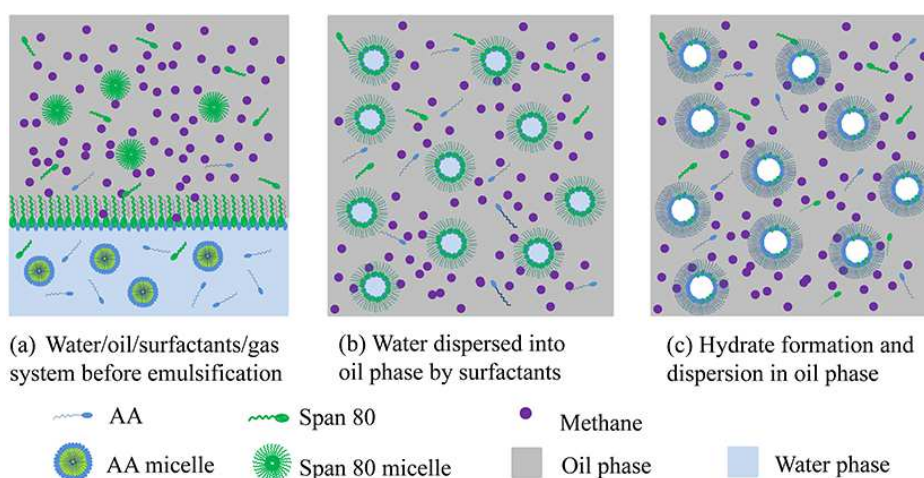 (a) Water/oil/surfactants/gas
system before emulsification
(b) Water dispersed into
oil phase by surfactants
(c) Hydrate formation and
dispersion in oil phase
AA
Span 80
Methane
AA micelle
Span 80 micelle
Oil phase
Water phase